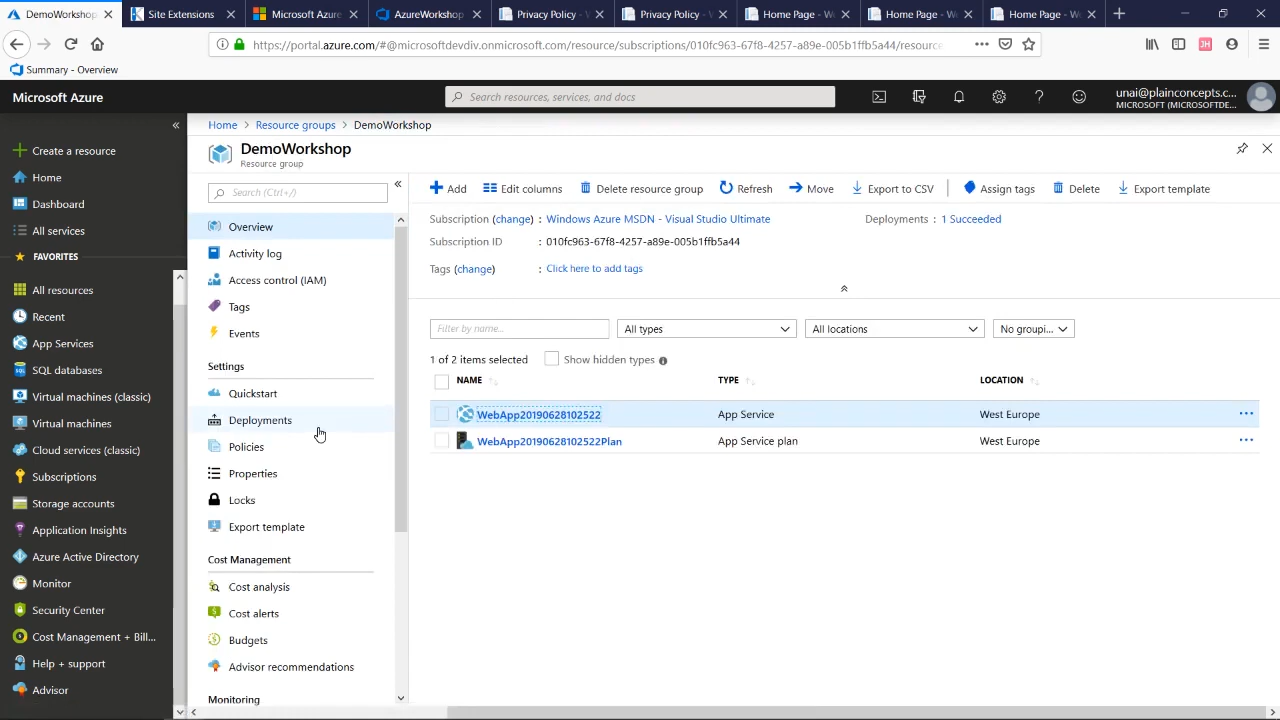 DemoWorkshop
Site Extensions
Microsoft Azure
AzureWorkshop
Privacy Policy - V
Privacy Policy -
Home Page - W
Home Page - W
Home Page - W
https://portal.azure.com/#@microsoftdevdiv.onmicrosoft.com/resource/subscriptions/010fc963-67f8-4257-a89e-005b1ffb5a44/resource
JH
Summary - Overview
Microsoft Azure
Search resources, services, and docs
unai@plainconcepts.c...
MICROSOFT (MICROSOFTDE...
Create a resource
Home
Dashboard
All services
FAVORITES
All resources
Recent
App Services
SQL databases
Virtual machines (classic)
Virtual machines
Cloud services (classic)
Subscriptions
Storage accounts
Application Insights
Azure Active Directory
Monitor
Security Center
Cost Management + Bill...
Help + support
Advisor
Home > Resource groups > DemoWorkshop
DemoWorkshop
Resource group
Search (Ctrl+/)
Overview
Activity log
Access control (IAM)
Tags
Events
Settings
Quickstart
Deployments
Policies
Properties
Locks
Export template
Cost Management
Cost analysis
Cost alerts
Budgets
Advisor recommendations
Monitoring
Add Edit columns Delete resource group Refresh Move Export to CSV Assign tags Delete Export template
Subscription (change) : Windows Azure MSDN - Visual Studio Ultimate Deployments : 1 Succeeded
Subscription ID : 010fc963-67f8-4257-a89e-005b1ffb5a44
Tags (change) : Click here to add tags
Filter by name... All types All locations No groupi...
1 of 2 items selected Show hidden types
NAME TYPE LOCATION
WebApp20190628102522 App Service West Europe
WebApp20190628102522Plan App Service plan West Europe